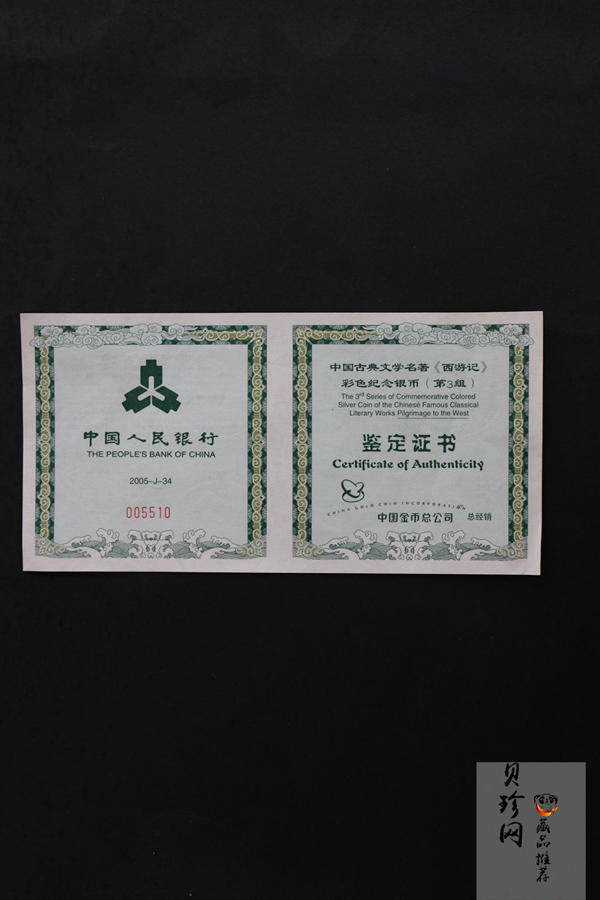 中国人民银行
THE PEOPLE'S BANK OF CHINA
2005-J-34
005510
中国古典文学名著《西游记》
彩色纪念银币（第3组）
The 3rd Series of Commemorative Colored
Silver Coin of the Chinese Famous Classical
Literary Works Pilgrimage to the West
鉴定证书
Certificate of Authenticity
CHINA GOLD COIN INCORPORATION
中国金币总公司 总经销
贝珍网
藏品推荐